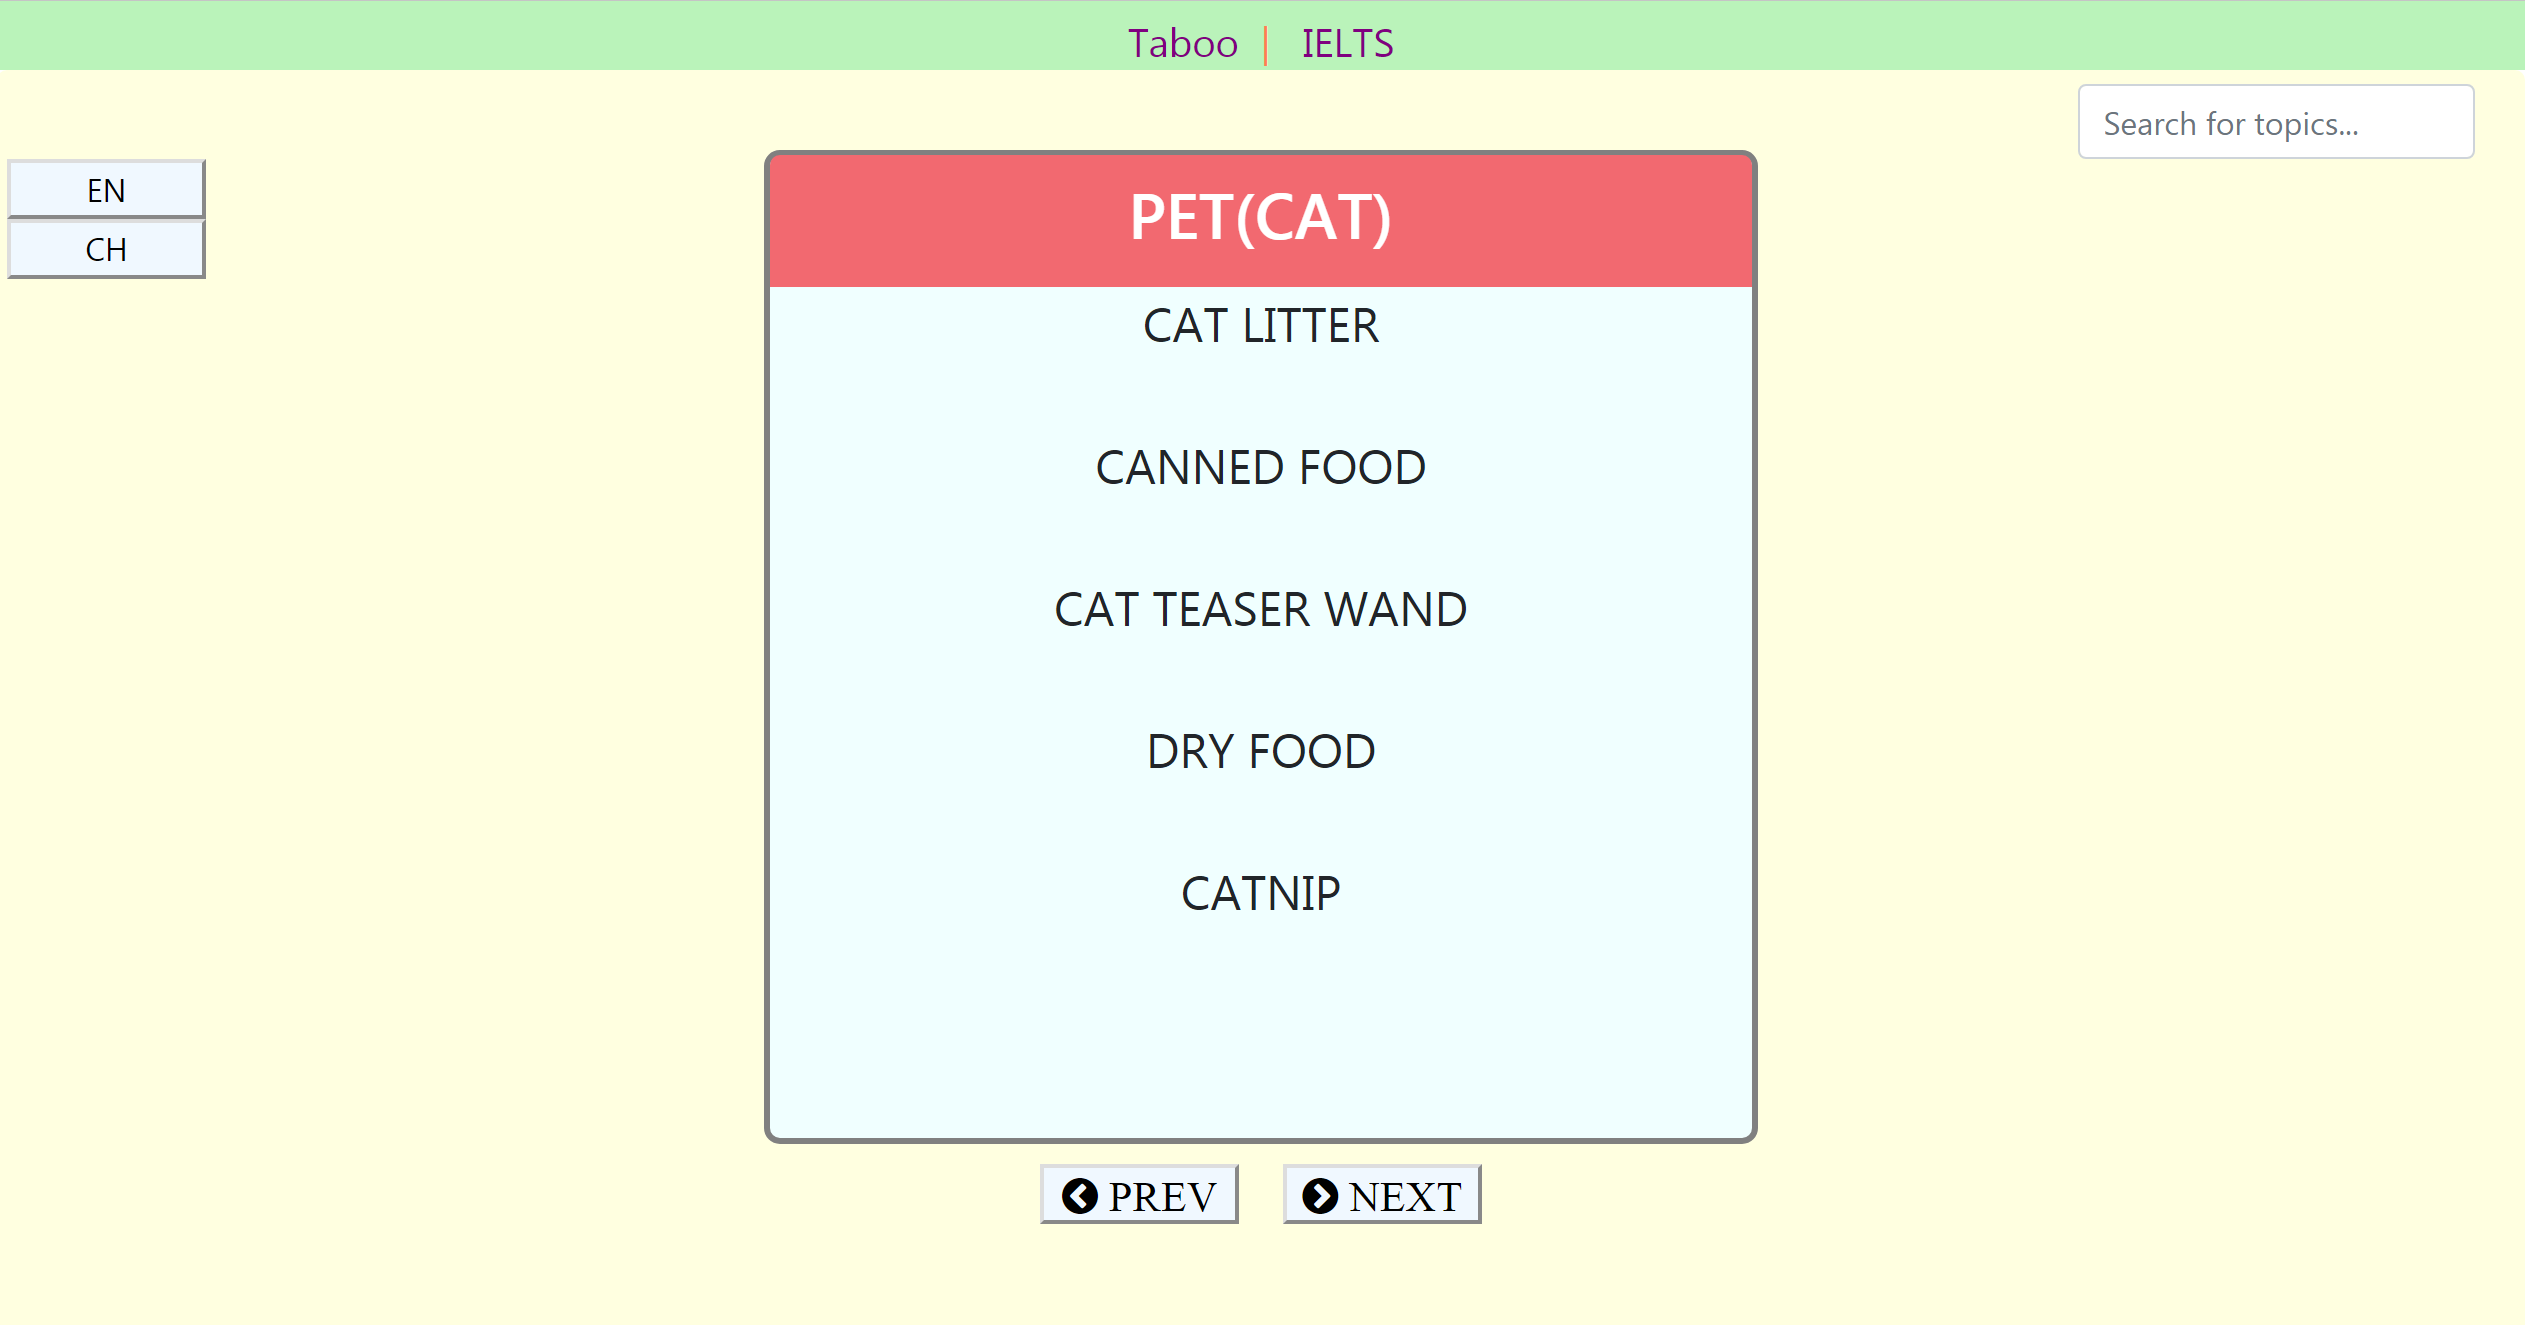 Taboo | IELTS
Search for topics...
EN
CH
PET(CAT)
CAT LITTER
CANNED FOOD
CAT TEASER WAND
DRY FOOD
CATNIP
PREV NEXT